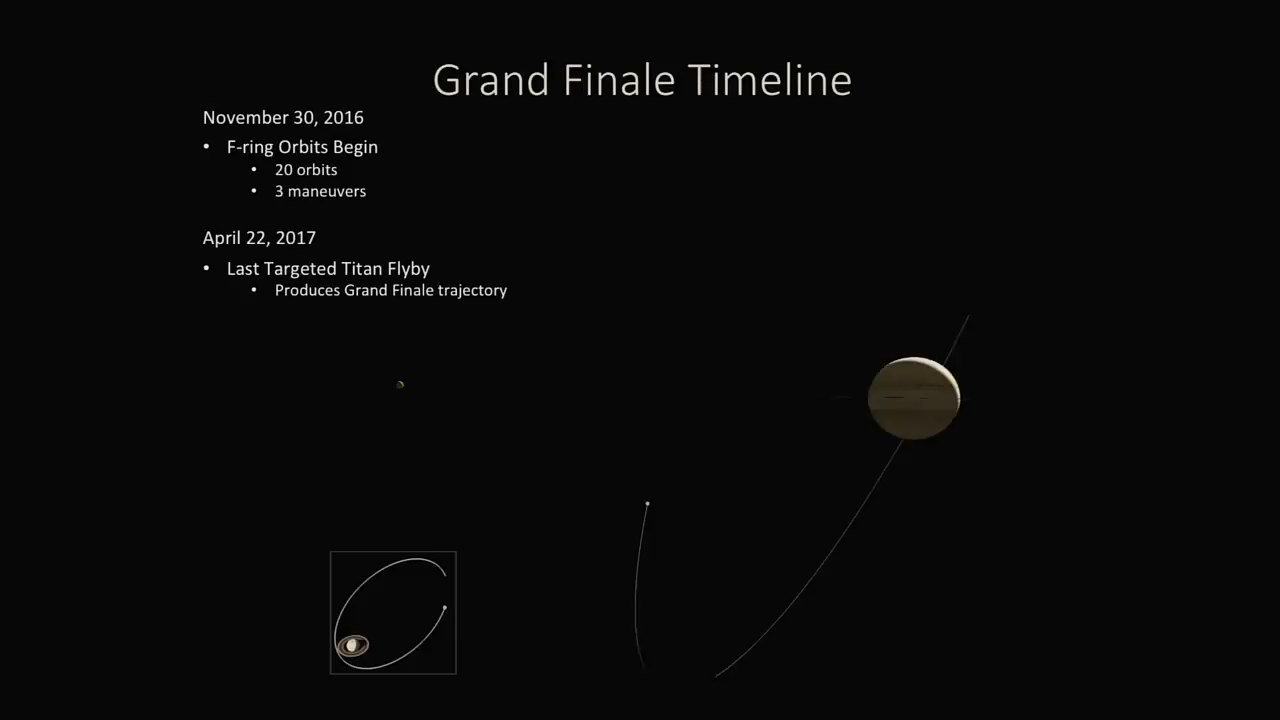 Grand Finale Timeline
November 30, 2016
• F-ring Orbits Begin
• 20 orbits
• 3 maneuvers
April 22, 2017
• Last Targeted Titan Flyby
• Produces Grand Finale trajectory